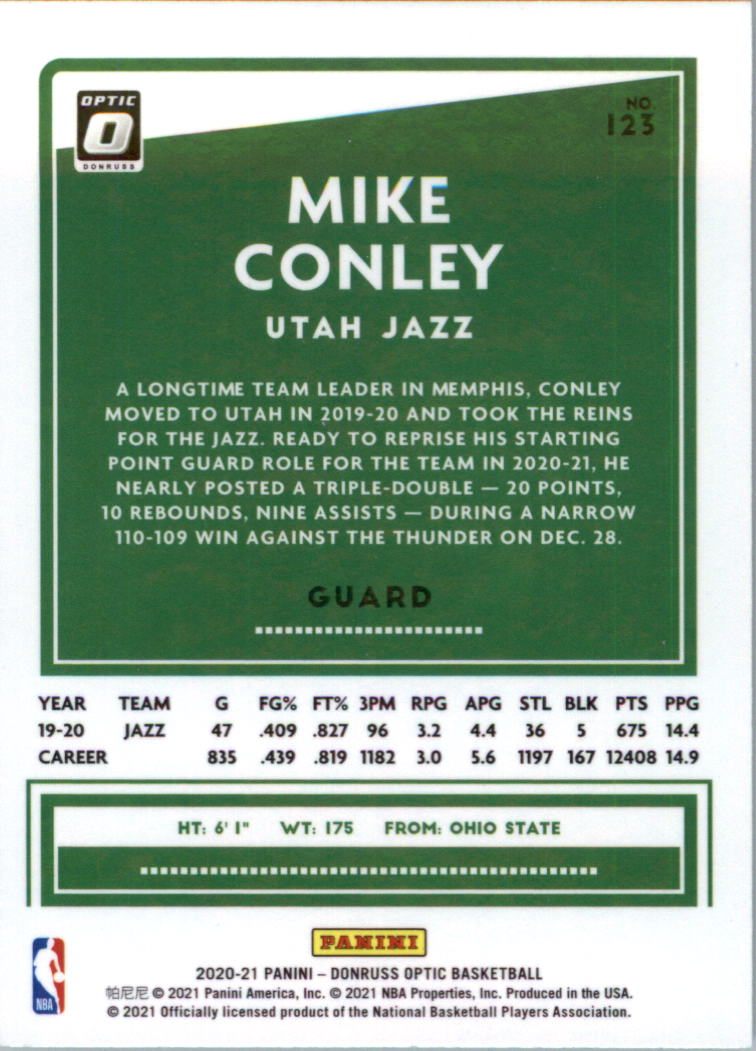 OPTIC
O
DONRUSS
NO.
123
MIKE
CONLEY
UTAH JAZZ
A LONGTIME TEAM LEADER IN MEMPHIS, CONLEY
MOVED TO UTAH IN 2019-20 AND TOOK THE REINS
FOR THE JAZZ. READY TO REPRISE HIS STARTING
POINT GUARD ROLE FOR THE TEAM IN 2020-21, HE
NEARLY POSTED A TRIPLE-DOUBLE — 20 POINTS,
10 REBOUNDS, NINE ASSISTS — DURING A NARROW
110-109 WIN AGAINST THE THUNDER ON DEC. 28.
GUARD
YEAR TEAM G FG% FT% 3PM RPG APG STL BLK PTS PPG
19-20 JAZZ 47 .409 .827 96 3.2 4.4 36 5 675 14.4
CAREER 835 .439 .819 1182 3.0 5.6 1197 167 12408 14.9
HT: 6' 1" WT: 175 FROM: OHIO STATE
PANINI
2020-21 PANINI – DONRUSS OPTIC BASKETBALL
帕尼尼 © 2021 Panini America, Inc. © 2021 NBA Properties, Inc. Produced in the USA.
© 2021 Officially licensed product of the National Basketball Players Association.
NBA